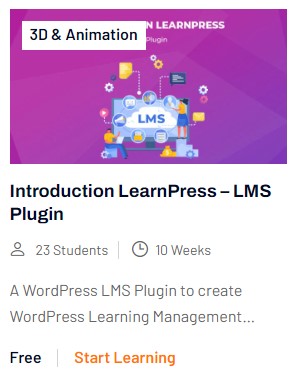 3D & Animation
N LEARNPRESS
Plugin
LMS
Introduction LearnPress – LMS
Plugin
23 Students
10 Weeks
A WordPress LMS Plugin to create
WordPress Learning Management...
Free
Start Learning